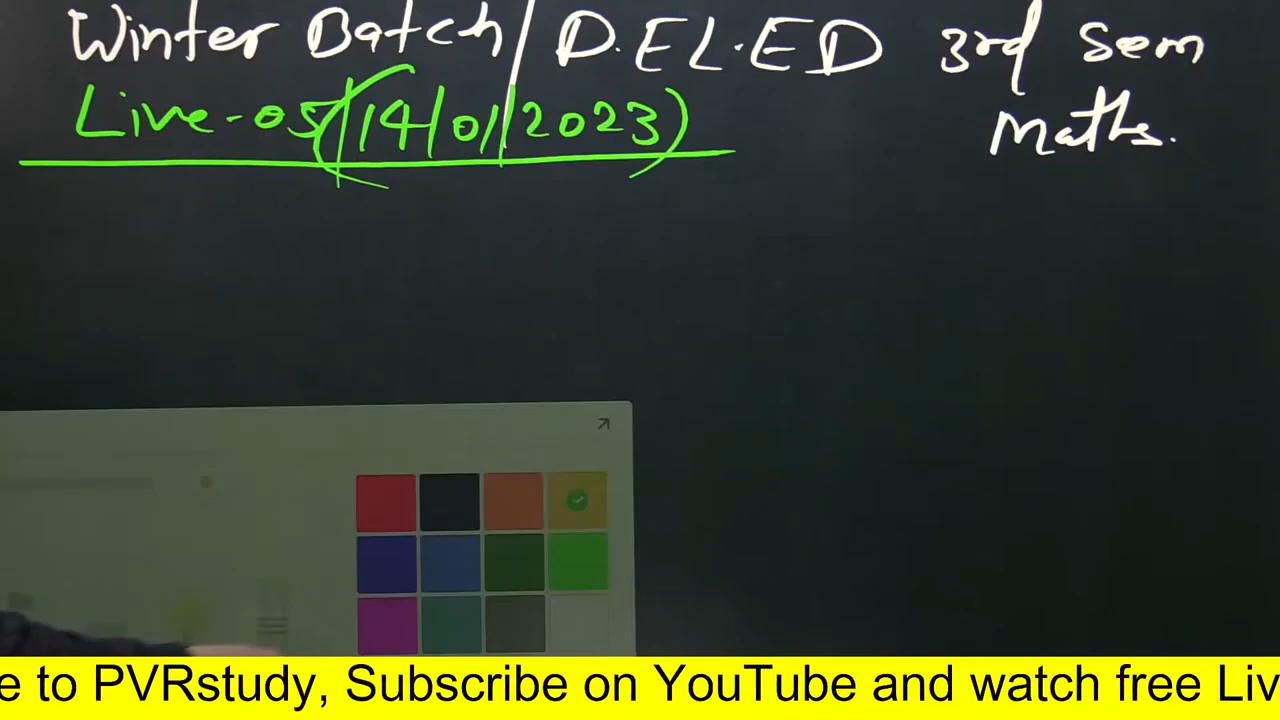 Winter Batch/D.EL.ED 3rd Sem
Maths.
Live-05(14/01/2023)
e to PVRstudy, Subscribe on YouTube and watch free Liv